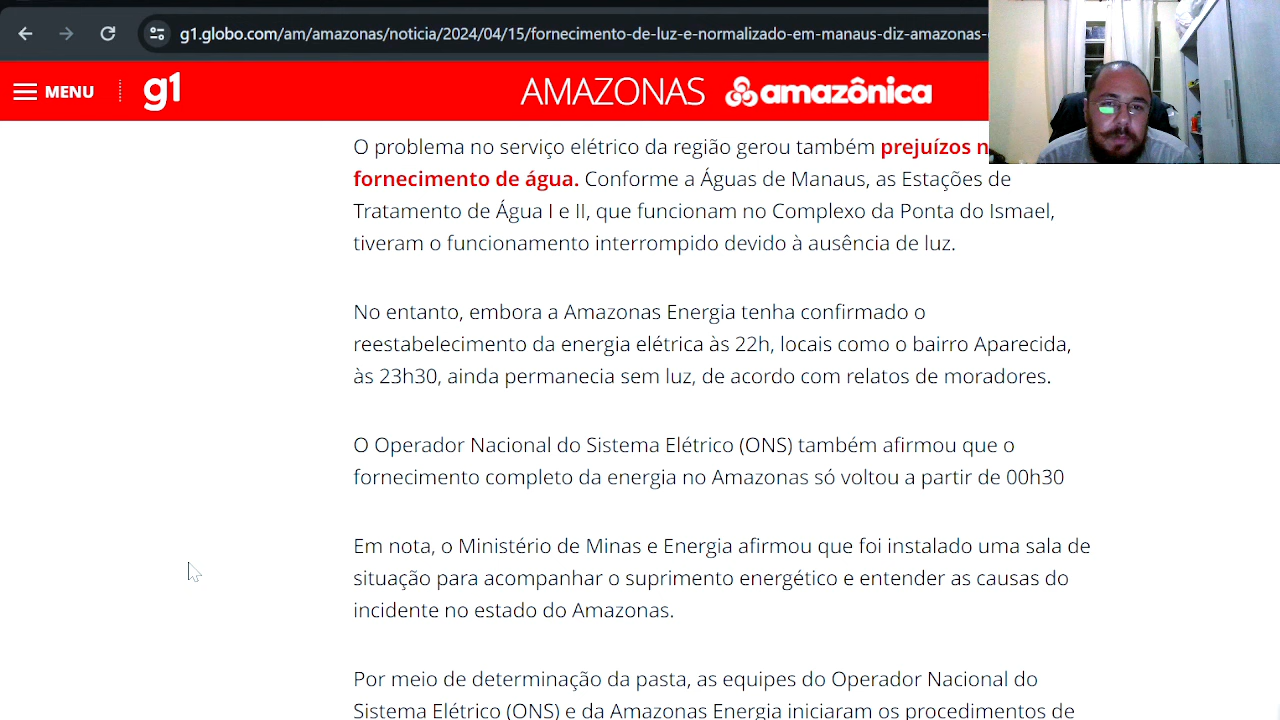 g1.globo.com/am/amazonas/noticia/2024/04/15/fornecimento-de-luz-e-normalizado-em-manaus-diz-amazonas-
MENU g1 AMAZONAS amazônica
O problema no serviço elétrico da região gerou também prejuízos
fornecimento de água. Conforme a Águas de Manaus, as Estações de
Tratamento de Água I e II, que funcionam no Complexo da Ponta do Ismael,
tiveram o funcionamento interrompido devido à ausência de luz.
No entanto, embora a Amazonas Energia tenha confirmado o
reestabelecimento da energia elétrica às 22h, locais como o bairro Aparecida,
às 23h30, ainda permanecia sem luz, de acordo com relatos de moradores.
O Operador Nacional do Sistema Elétrico (ONS) também afirmou que o
fornecimento completo da energia no Amazonas só voltou a partir de 00h30
Em nota, o Ministério de Minas e Energia afirmou que foi instalado uma sala de
situação para acompanhar o suprimento energético e entender as causas do
incidente no estado do Amazonas.
Por meio de determinação da pasta, as equipes do Operador Nacional do
Sistema Elétrico (ONS) e da Amazonas Energia iniciaram os procedimentos de